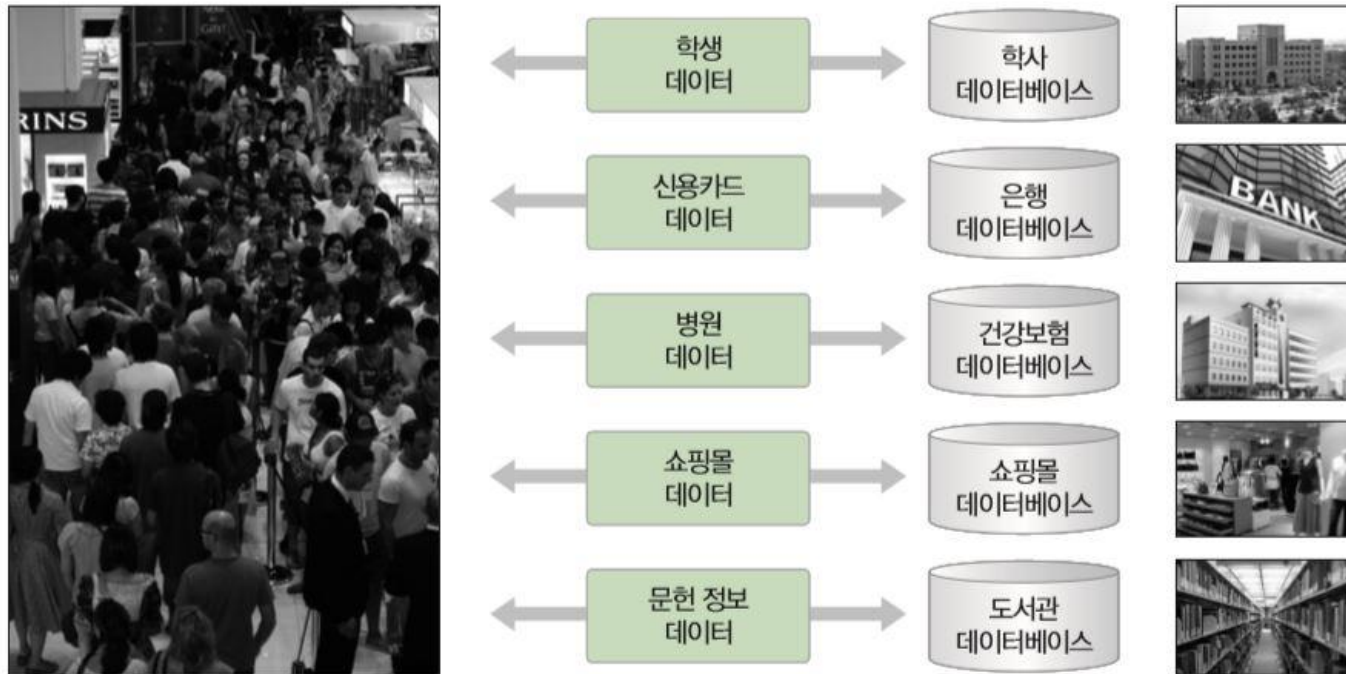 RINS
학생
데이터
학사
데이터베이스
신용카드
데이터
은행
데이터베이스
BANK
병원
데이터
건강보험
데이터베이스
쇼핑몰
데이터
쇼핑몰
데이터베이스
문헌 정보
데이터
도서관
데이터베이스